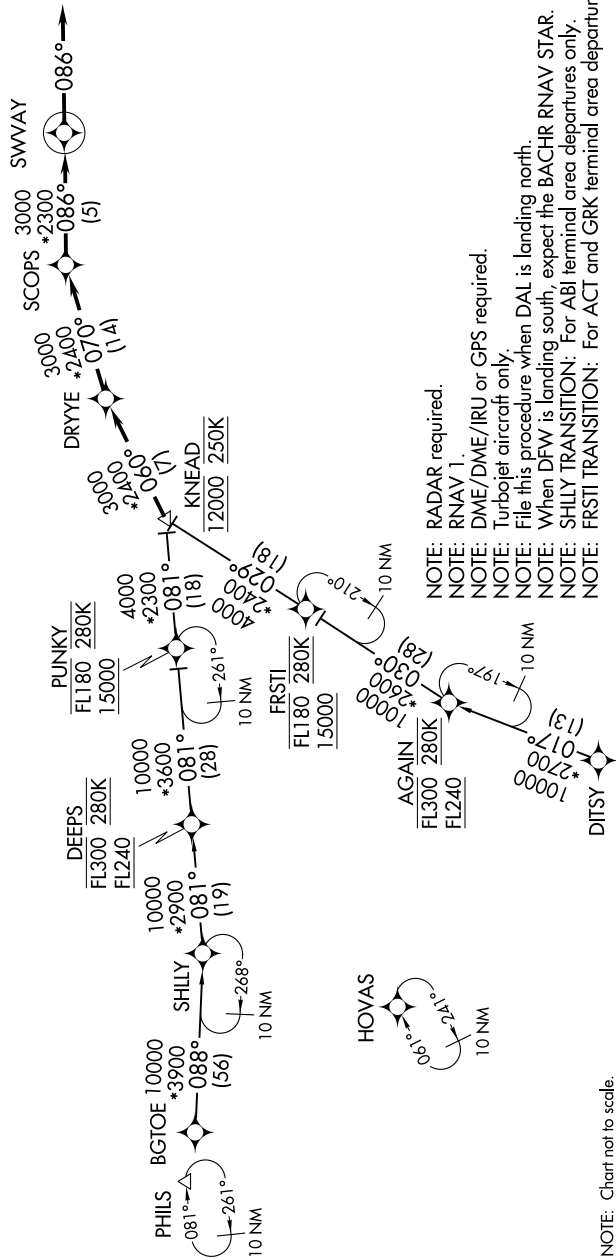 PHILS
081°
261°
10 NM
BGTOE
10000
*3900
088°
(56)
SHLLY
268°
10 NM
10000
*2900
081°
(19)
DEEPS
FL300 280K
FL240
10000
*3600
081°
(28)
PUNKY
FL180 280K
15000
261°
10 NM
4000
*2300
081°
(18)
KNEAD
12000 250K
3000
*2400
060°
(7)
DRYYE
3000
*2400
070°
(14)
SCOPS
3000
*2300
086°
(5)
SWVAY
086°
HOVAS
061°
241°
10 NM
DITSY
10000
*2700
017°
(13)
AGAIN
FL300 280K
FL240
197°
10 NM
10000
*2600
030°
(28)
FRSTI
FL180 280K
15000
210°
10 NM
4000
*2400
029°
(18)
NOTE: RADAR required.
NOTE: RNAV 1.
NOTE: DME/DME/IRU or GPS required.
NOTE: Turbojet aircraft only.
NOTE: File this procedure when DAL is landing north.
NOTE: When DFW is landing south, expect the BACHR RNAV STAR.
NOTE: SHLLY TRANSITION: For ABI terminal area departures only.
NOTE: FRSTI TRANSITION: For ACT and GRK terminal area departur
NOTE: Chart not to scale.